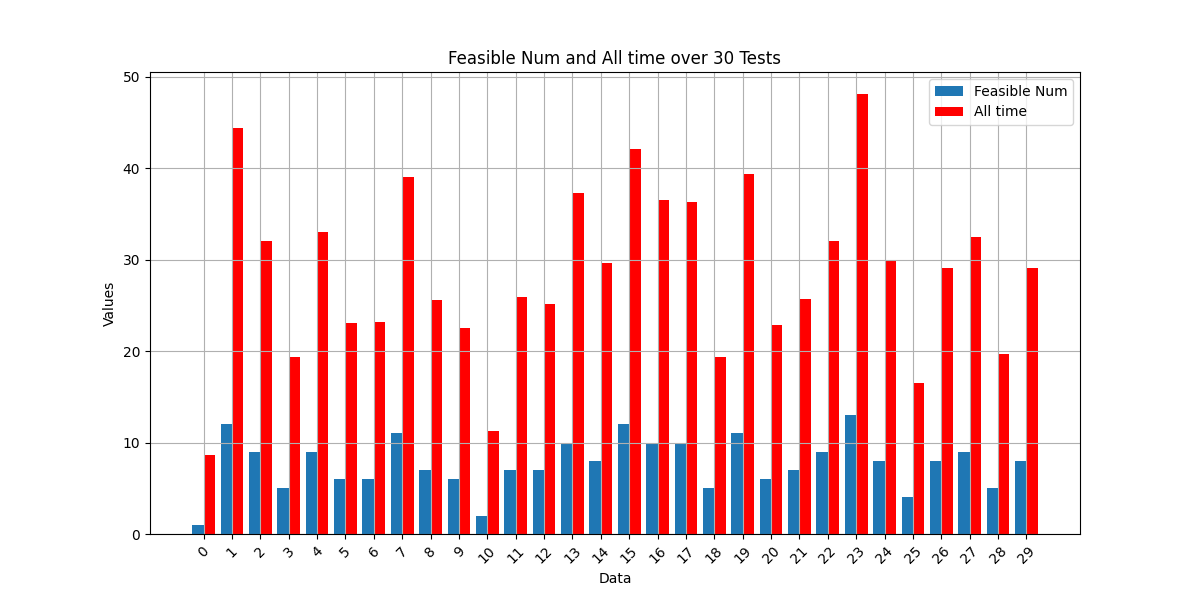 Feasible Num and All time over 30 Tests
Feasible Num
All time
50
40
30
20
10
0
Values
0 1 2 3 4 5 6 7 8 9 10 11 12 13 14 15 16 17 18 19 20 21 22 23 24 25 26 27 28 29
Data